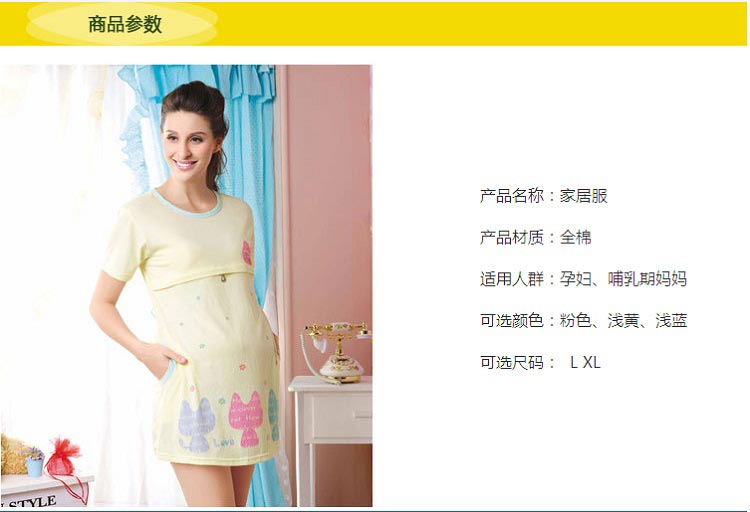 商品参数
产品名称：家居服
产品材质：全棉
适用人群：孕妇、哺乳期妈妈
可选颜色：粉色、浅黄、浅蓝
可选尺码： L XL
Love
STYLE